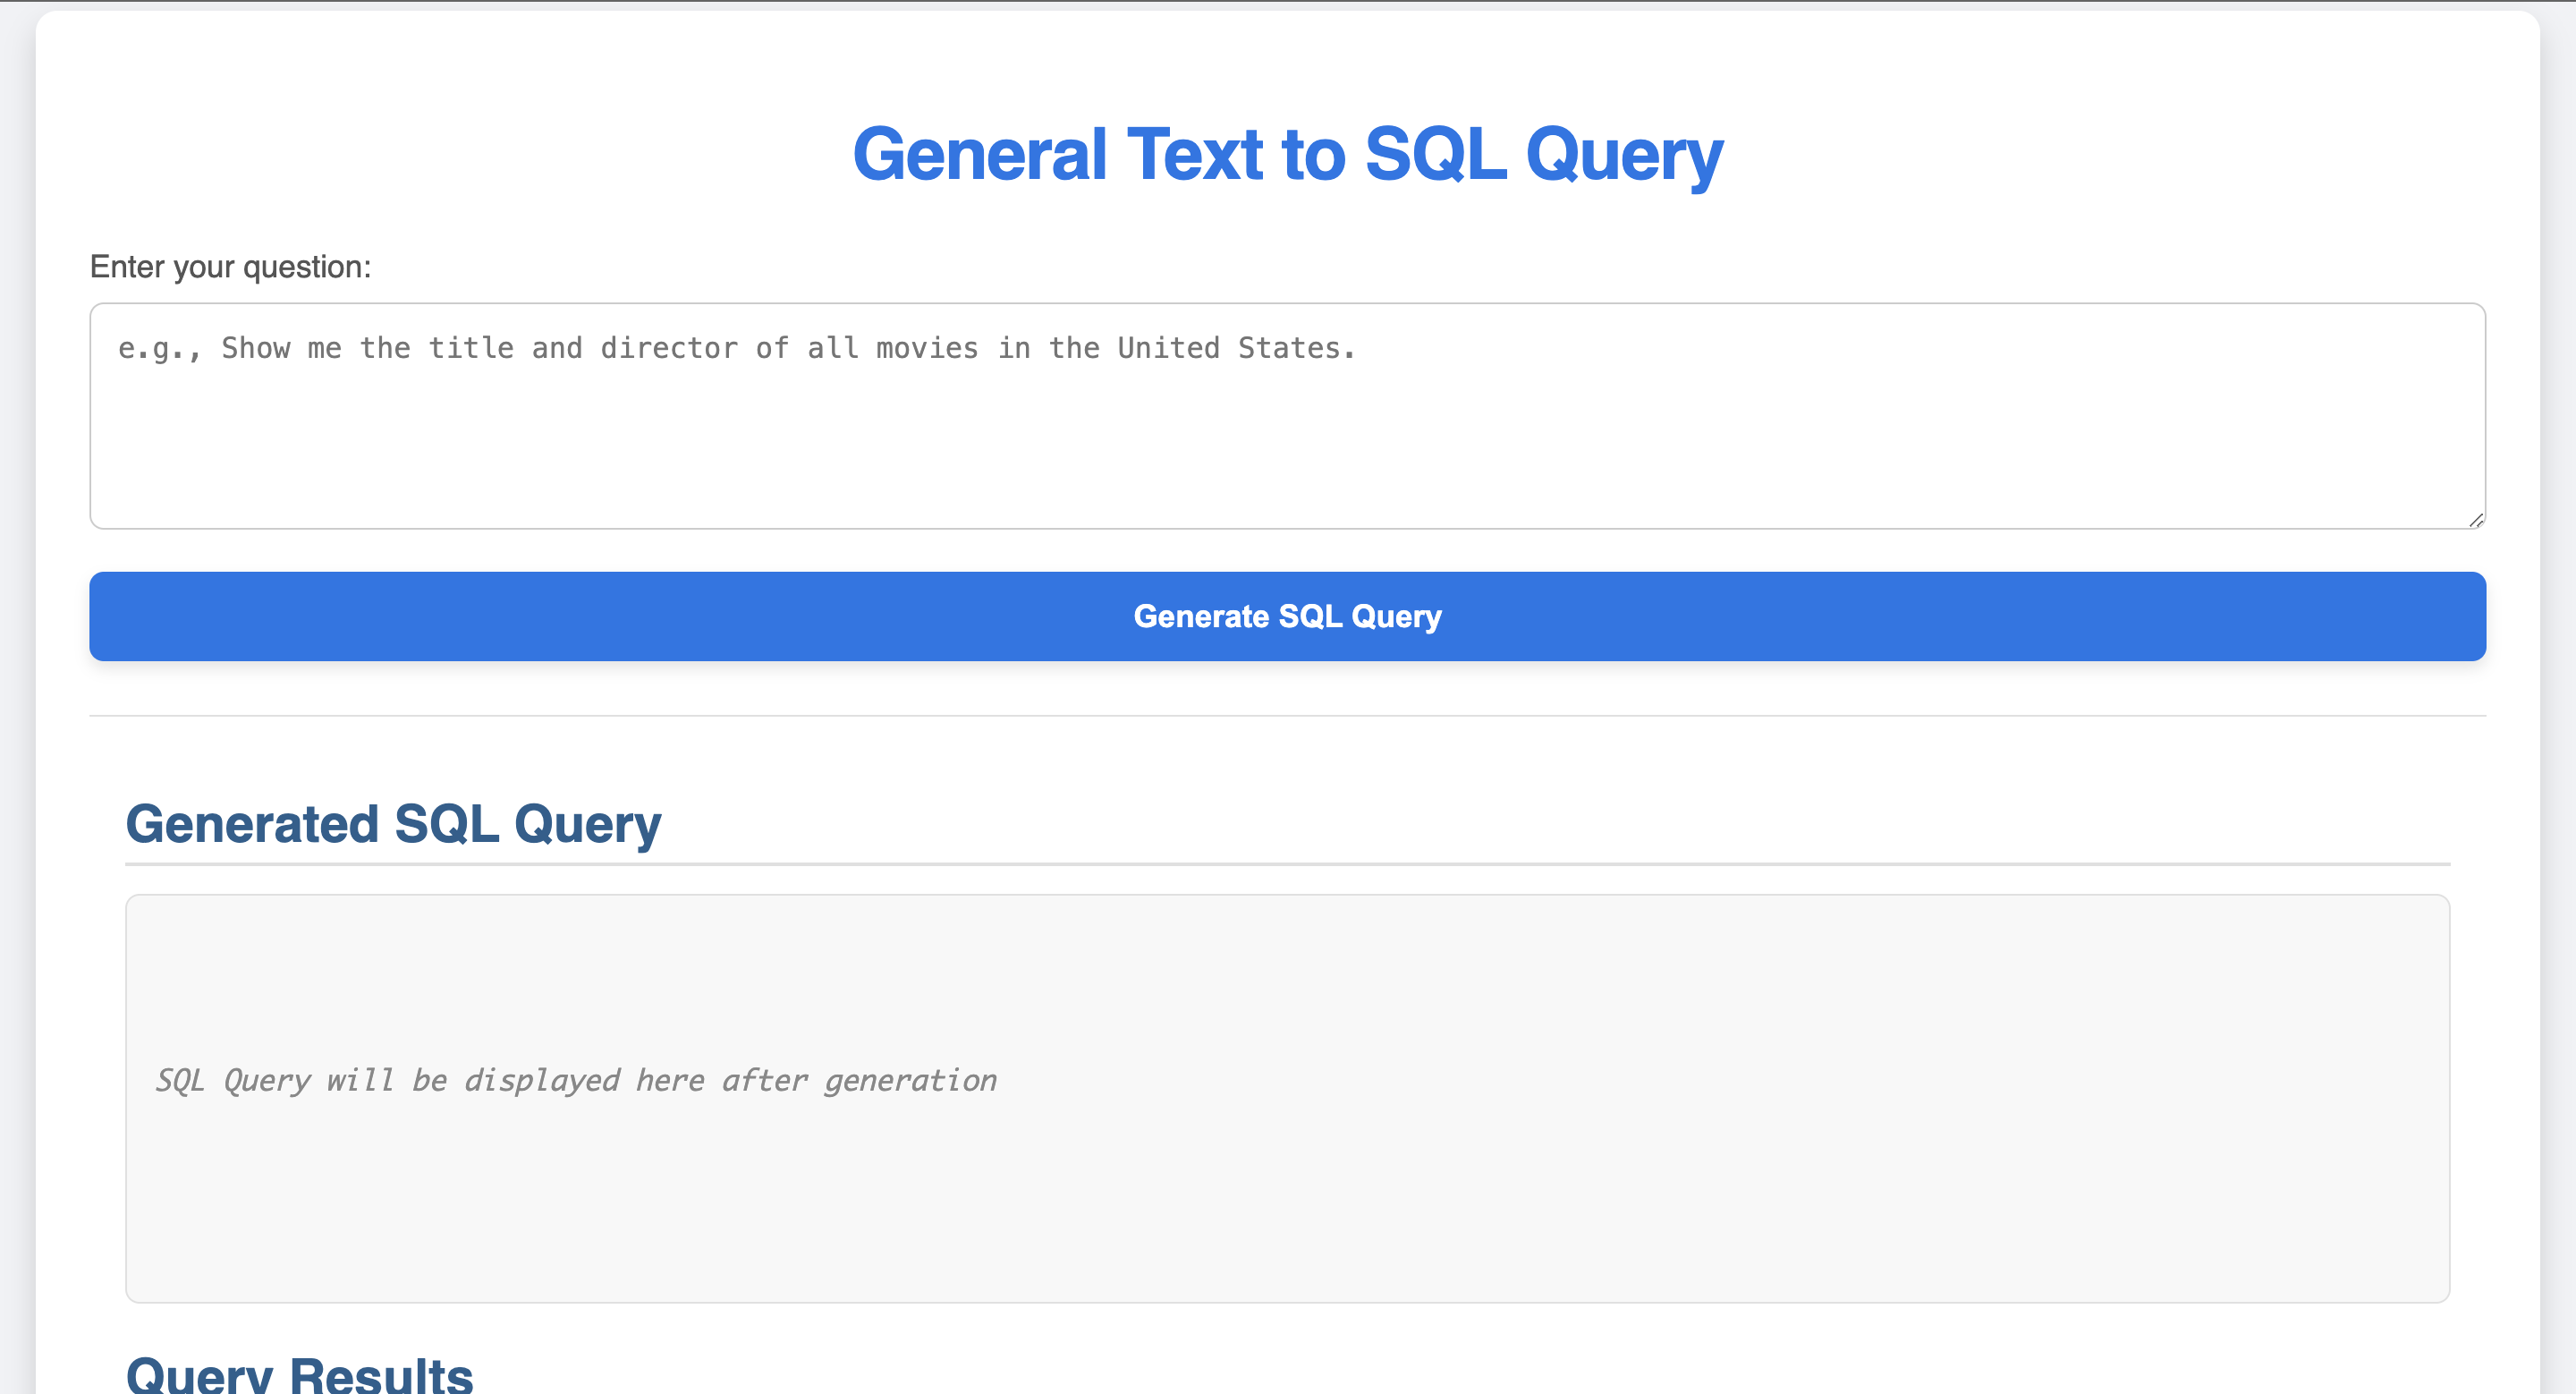 General Text to SQL Query
Enter your question:
e.g., Show me the title and director of all movies in the United States.
Generate SQL Query
Generated SQL Query
SQL Query will be displayed here after generation
Query Results